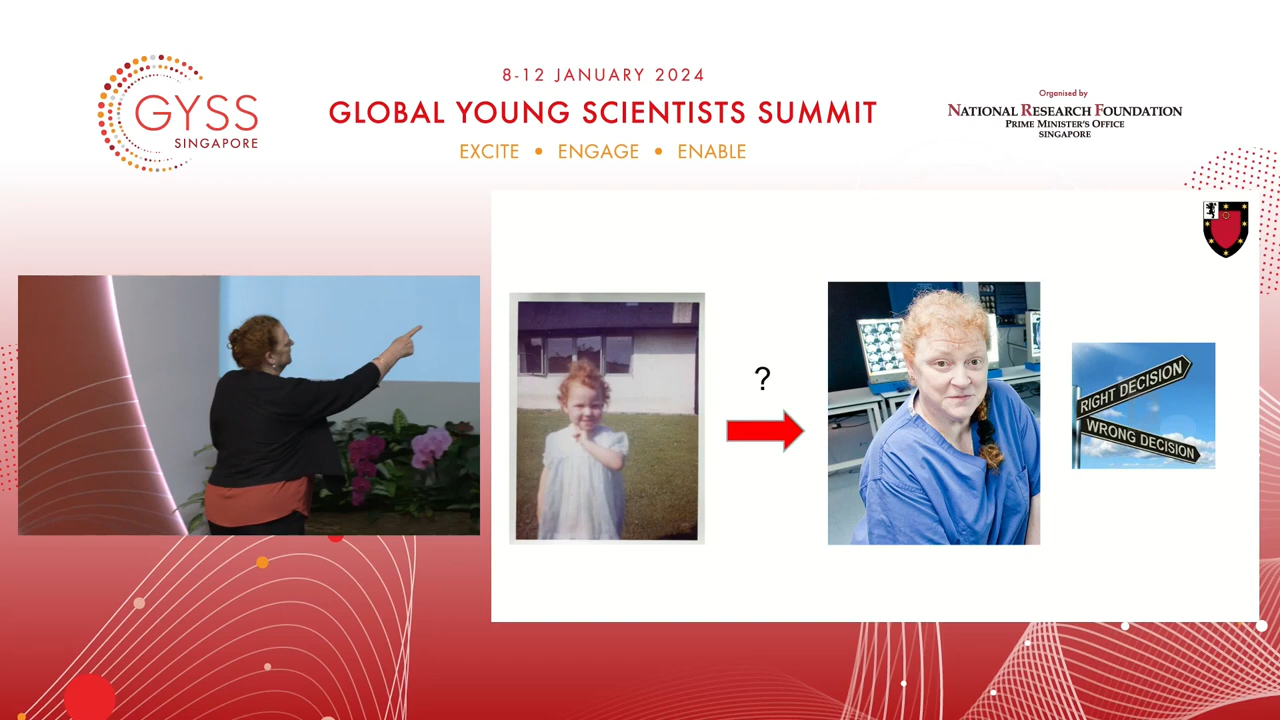 GYSS
SINGAPORE
8-12 JANUARY 2024
GLOBAL YOUNG SCIENTISTS SUMMIT
EXCITE • ENGAGE • ENABLE
Organised by
NATIONAL RESEARCH FOUNDATION
PRIME MINISTER'S OFFICE
SINGAPORE
?
RIGHT DECISION
WRONG DECISION